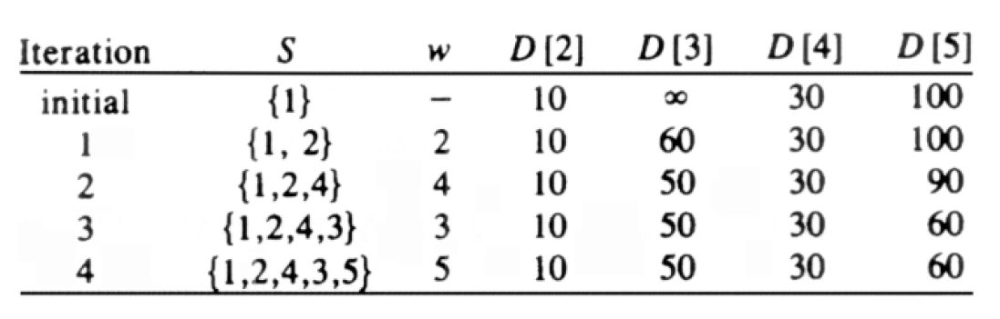 Iteration S w D [2] D [3] D [4] D [5]
initial {1} – 10 ∞ 30 100
1 {1, 2} 2 10 60 30 100
2 {1,2,4} 4 10 50 30 90
3 {1,2,4,3} 3 10 50 30 60
4 {1,2,4,3,5} 5 10 50 30 60